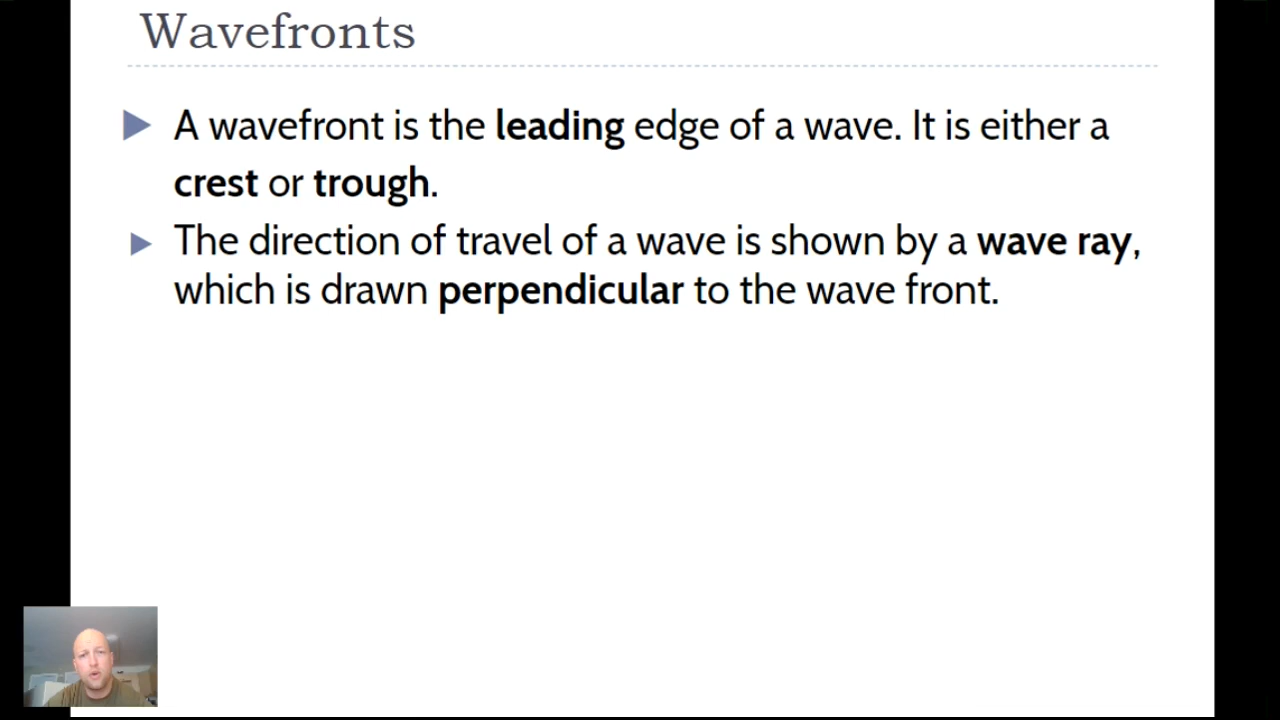 Wavefronts
A wavefront is the leading edge of a wave. It is either a
crest or trough.
The direction of travel of a wave is shown by a wave ray,
which is drawn perpendicular to the wave front.